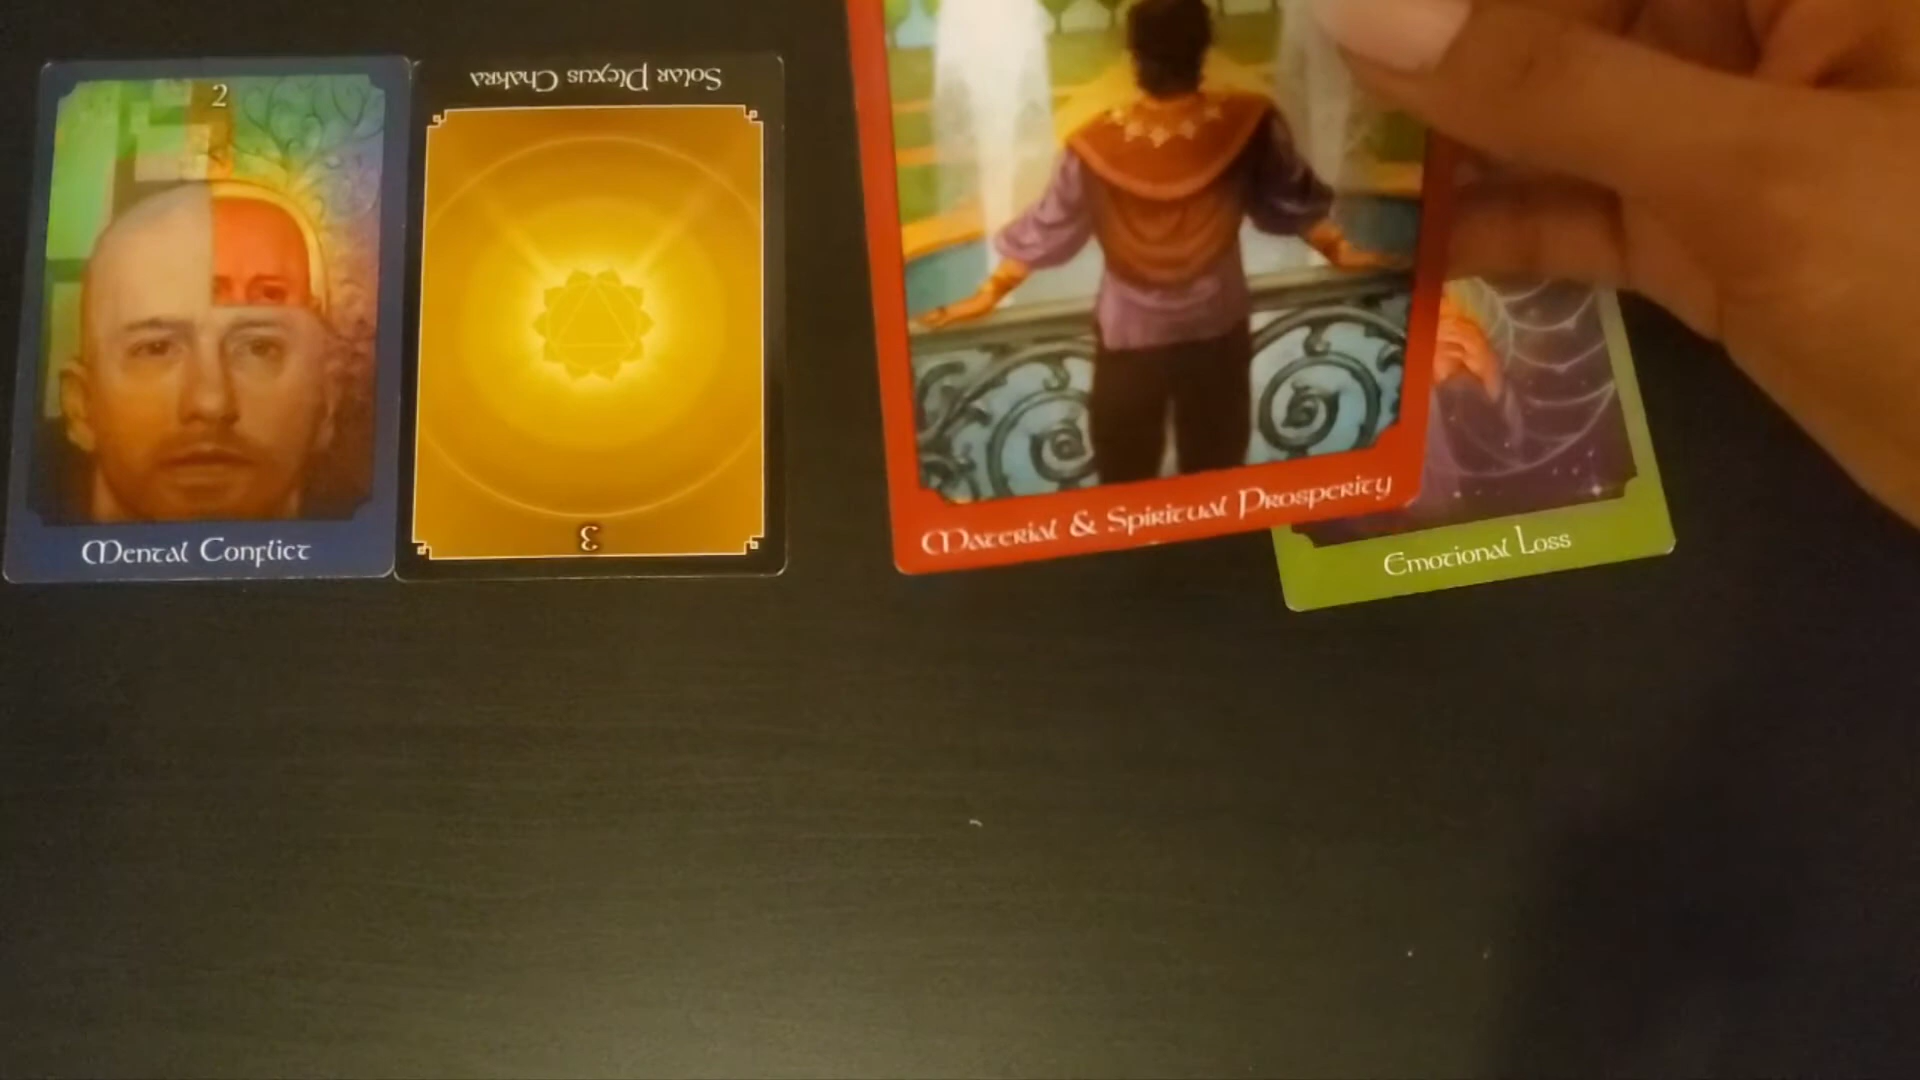 2
Mental Conflict
Solar Plexus Chakra
3
Material & Spiritual Prosperity
Emotional Loss